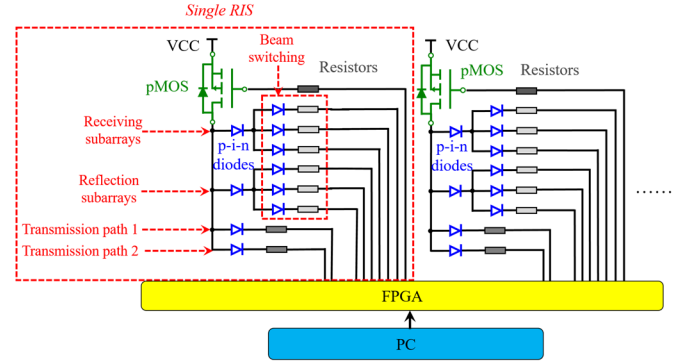 Single RIS
VCC
Beam
switching
Resistors
pMOS
Receiving
subarrays
p-i-n
diodes
Reflection
subarrays
Transmission path 1
Transmission path 2
VCC
pMOS
Resistors
p-i-n
diodes
......
FPGA
PC